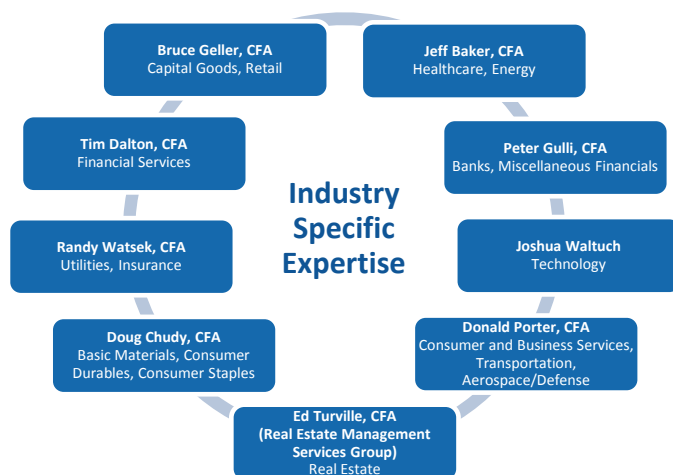 Bruce Geller, CFA
Capital Goods, Retail
Jeff Baker, CFA
Healthcare, Energy
Tim Dalton, CFA
Financial Services
Peter Gulli, CFA
Banks, Miscellaneous Financials
Industry
Specific
Expertise
Randy Watsek, CFA
Utilities, Insurance
Joshua Waltuch
Technology
Doug Chudy, CFA
Basic Materials, Consumer
Durables, Consumer Staples
Donald Porter, CFA
Consumer and Business Services,
Transportation,
Aerospace/Defense
Ed Turville, CFA
(Real Estate Management
Services Group)
Real Estate